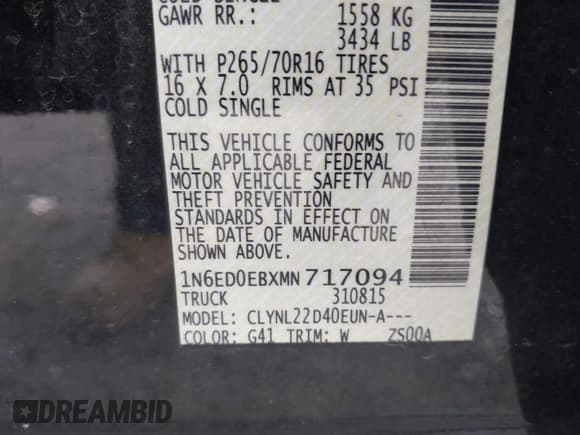 GAWR RR.: 1558 KG
3434 LB
WITH P265/70R16 TIRES
16 X 7.0 RIMS AT 35 PSI
COLD SINGLE
THIS VEHICLE CONFORMS TO
ALL APPLICABLE FEDERAL
MOTOR VEHICLE SAFETY AND
THEFT PREVENTION
STANDARDS IN EFFECT ON
THE DATE OF MANUFACTURE
SHOWN ABOVE.
1N6ED0EBXMN717094
TRUCK 310815
MODEL: CLYNL22D40EUN-A---
COLOR: G41 TRIM: W ZS00A
DREAMBID